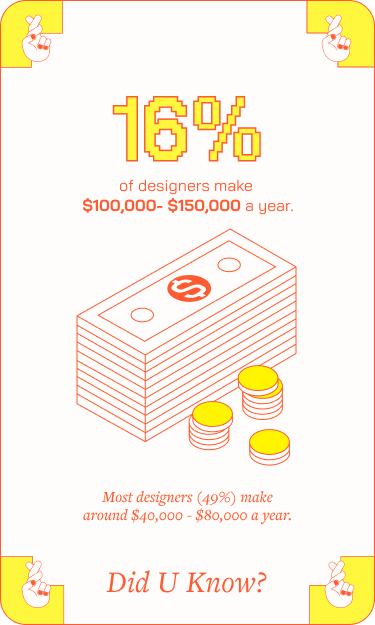 16%
of designers make
$100,000- $150,000 a year.
$
Most designers (49%) make
around $40,000 - $80,000 a year.
Did U Know?